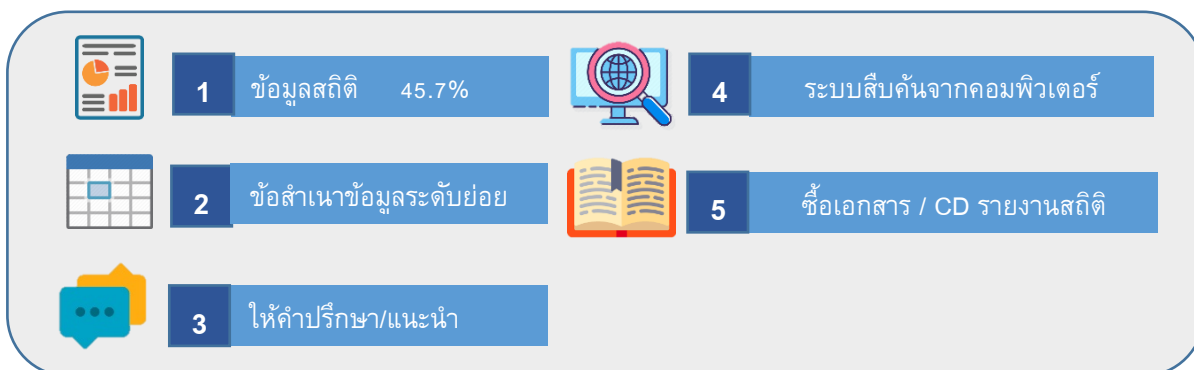 1 ข้อมูลสถิติ 45.7%
2 ข้อสำเนาข้อมูลระดับย่อย
3 ให้คำปรึกษา/แนะนำ
4 ระบบสืบค้นจากคอมพิวเตอร์
5 ซื้อเอกสาร / CD รายงานสถิติ